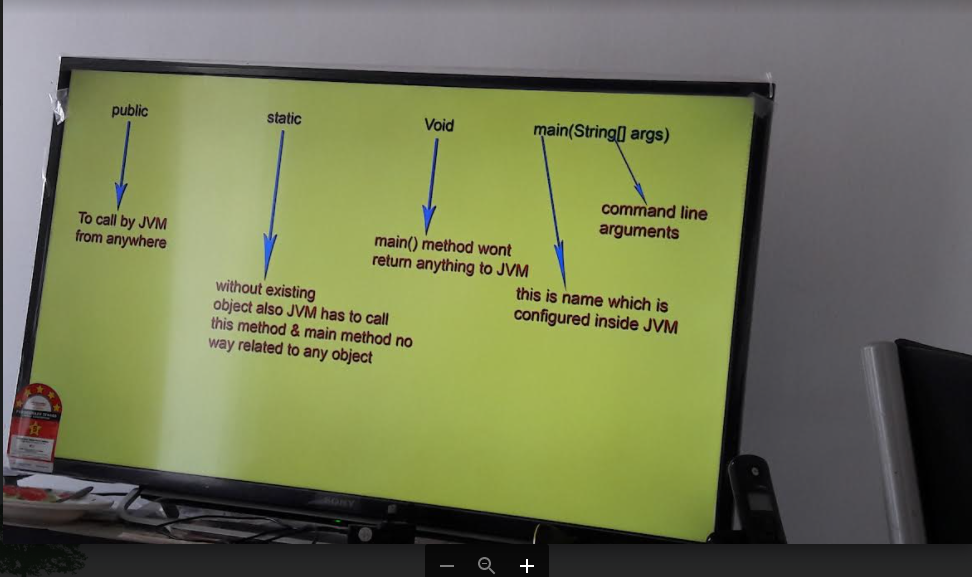 public
static
Void
main(String[] args)
To call by JVM
from anywhere
without existing
object also JVM has to call
this method & main method no
way related to any object
main() method wont
return anything to JVM
this is name which is
configured inside JVM
command line
arguments
SONY